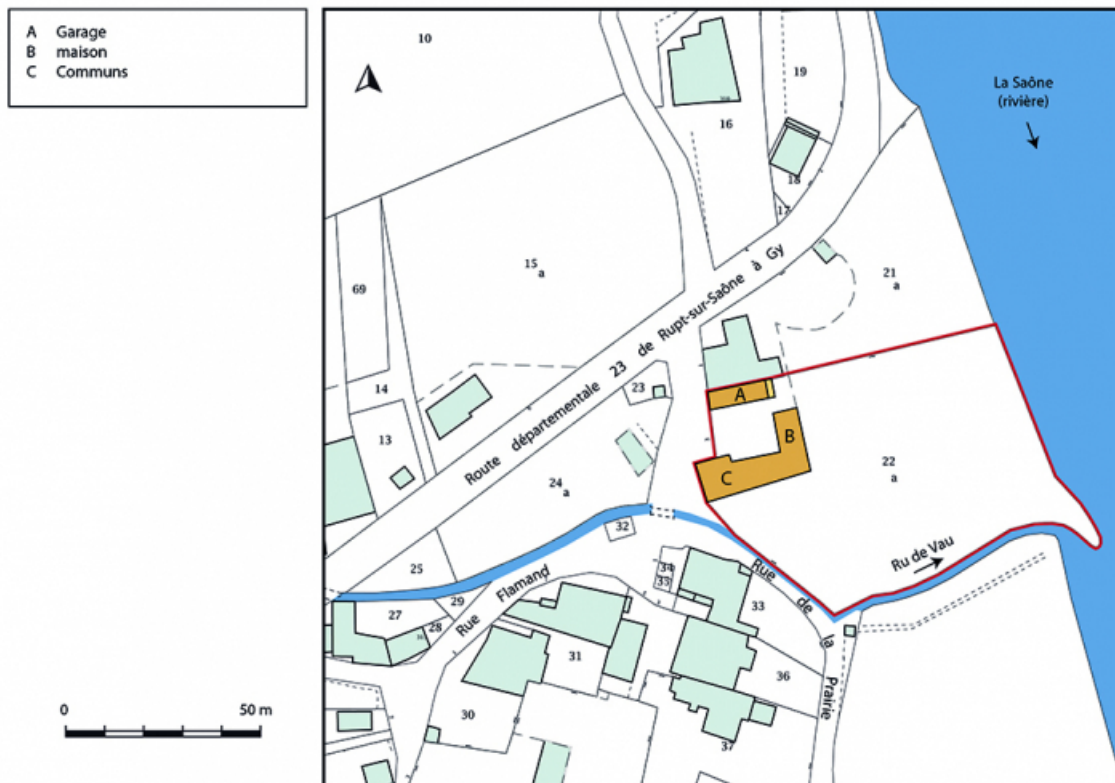 A Garage
B maison
C Communs
0
50 m
10
19
La Saône
(rivière)
16
18
17
15
a
21
a
69
Route départementale 23 de Rupt-sur-Saône à Gy
14
23
A
13
B
C
22
a
24
a
32
Ru de Vau
25
Rue de la Prairie
34
33
33
Rue Flamand
29
27
28
31
36
30
37